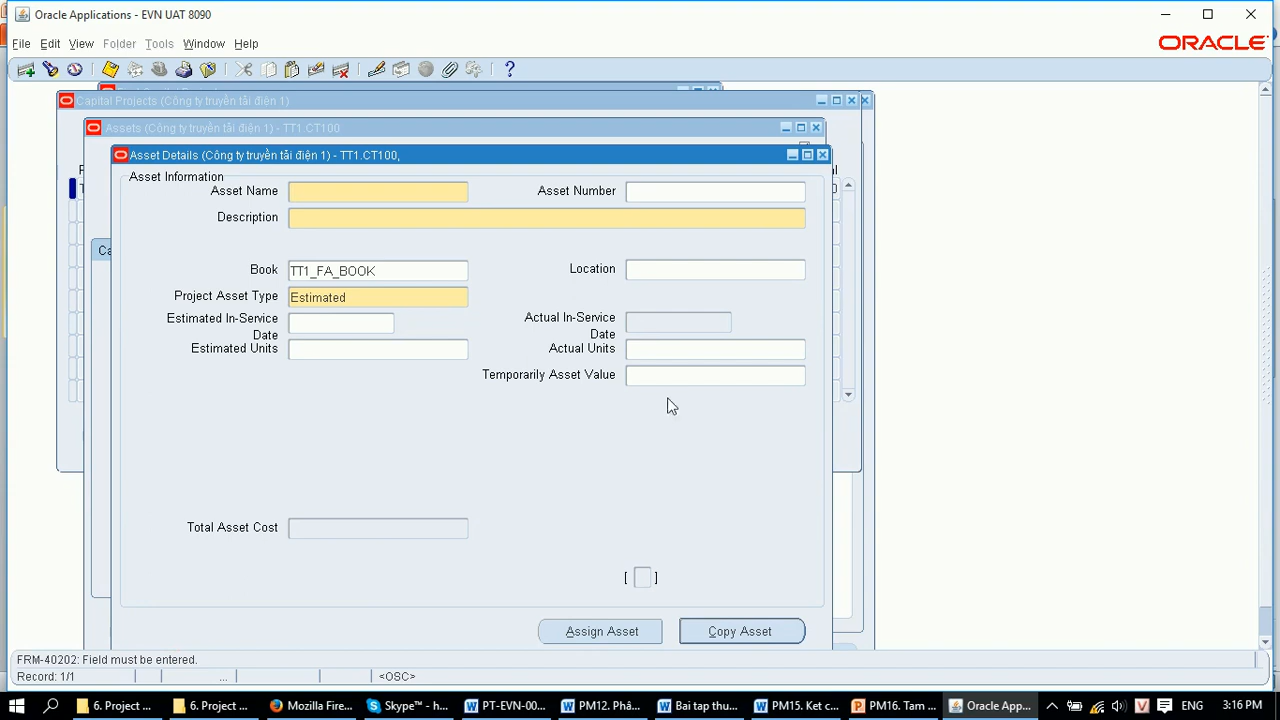 Oracle Applications - EVN UAT 8090
File Edit View Folder Tools Window Help
ORACLE
Capital Projects (Công ty truyền tải điện 1)
Assets (Công ty truyền tải điện 1) - TT1.CT100
Asset Details (Công ty truyền tải điện 1) - TT1.CT100,
Asset Information
Asset Name
Asset Number
Description
Book TT1_FA_BOOK
Location
Project Asset Type Estimated
Estimated In-Service Date
Actual In-Service Date
Estimated Units
Actual Units
Temporarily Asset Value
Total Asset Cost
[ ]
Assign Asset Copy Asset
FRM-40202: Field must be entered.
Record: 1/1 ... <OSC>
6. Project ... 6. Project ... Mozilla Fire... Skype™ - h... PT-EVN-00... PM12. Phâ... Bai tap thu... PM15. Ket c... PM16. Tam ... Oracle App... ENG 3:16 PM